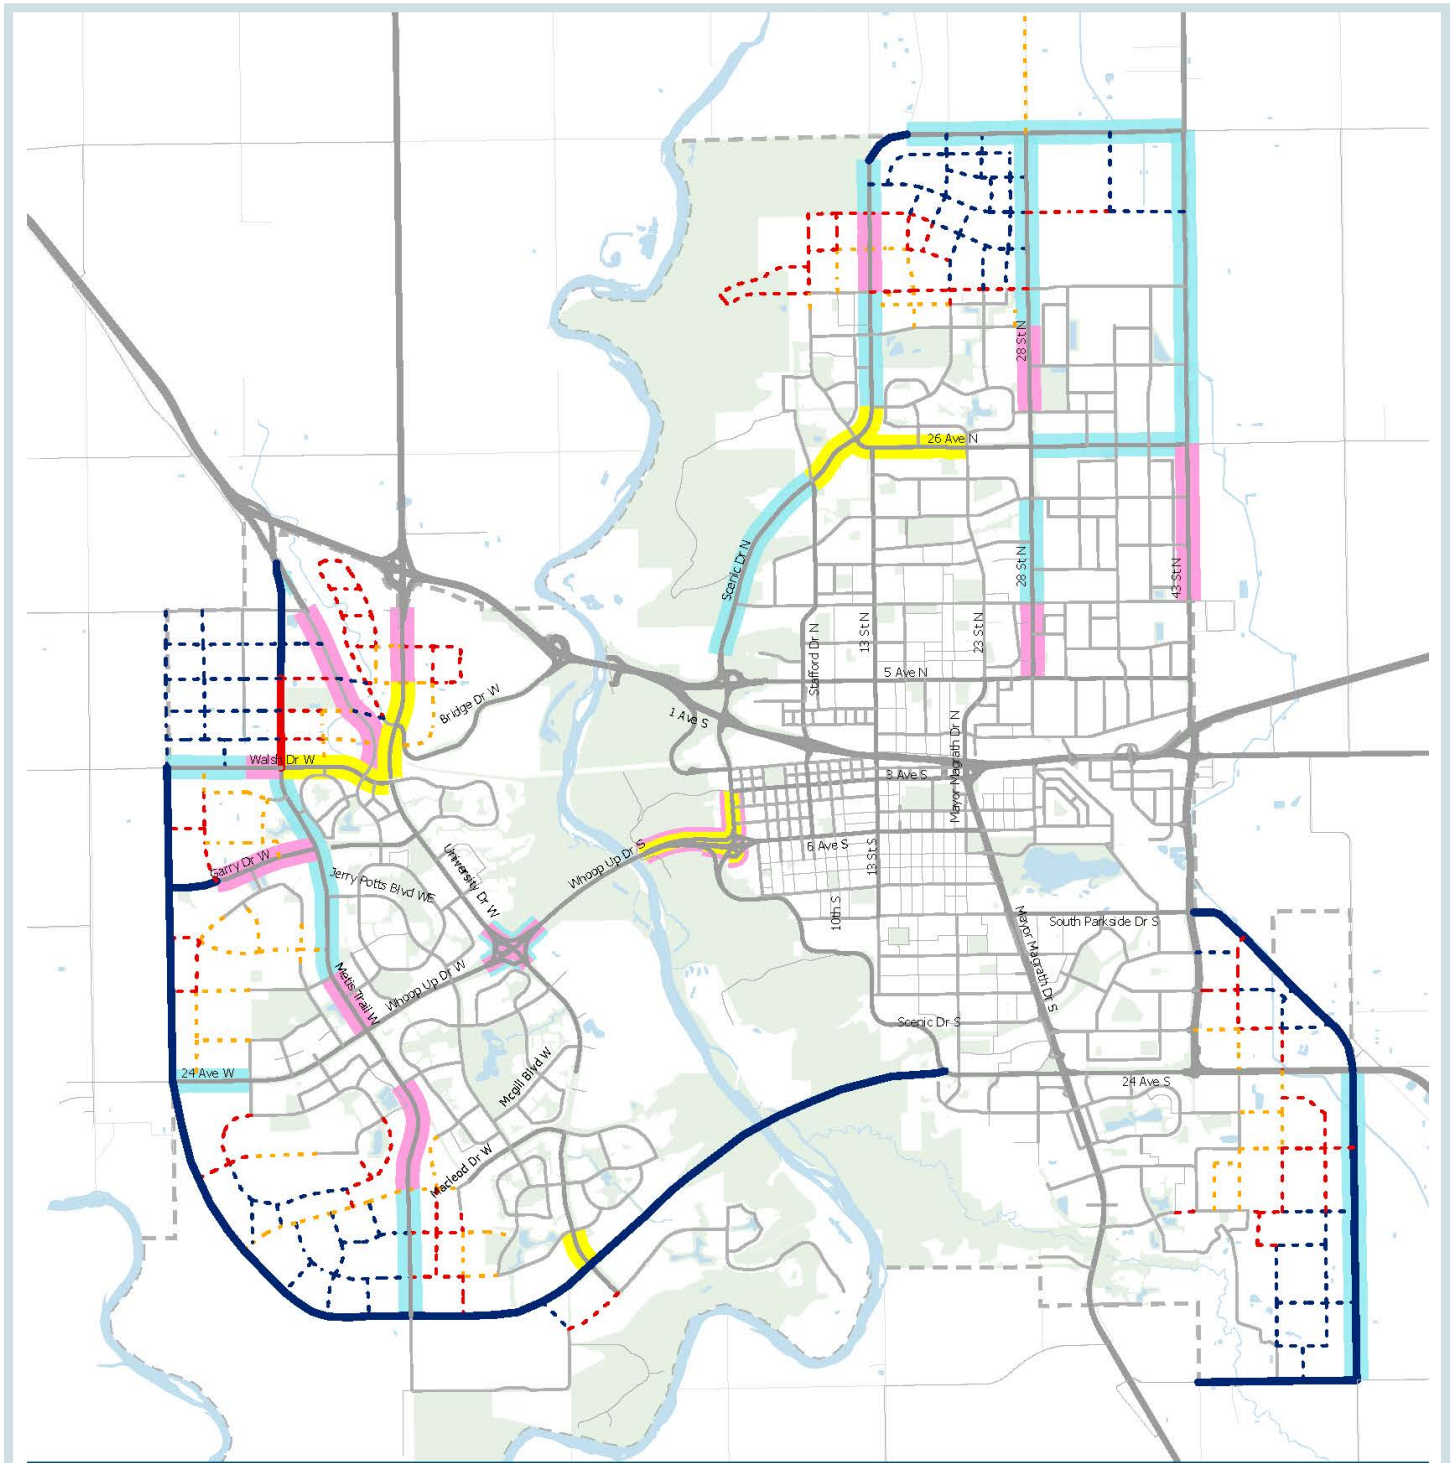 28 St N
26 Ave N
Scenic Dr N
28 St N
43 St N
Stafford Dr N
13 St N
23 St N
5 Ave N
Bridge Dr W
1 Ave S
Mayor Magrath Dr N
Walsh Dr W
3 Ave S
6 Ave S
13 St S
Whoop Up Dr S
Garry Dr W
Jerry Potts Blvd WE
University Dr W
10th S
South Parkside Dr S
Mayor Magrath Dr S
Metis Trail W
Whoop Up Dr W
Scenic Dr S
24 Ave W
Mcgill Blvd W
24 Ave S
Macleod Dr W